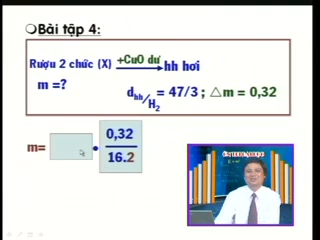 Bài tập 4:
Rượu 2 chức (X) +CuO dư hh hơi
m =? d hh/H2 = 47/3 ; △m = 0,32
m= • 0,32
16.2